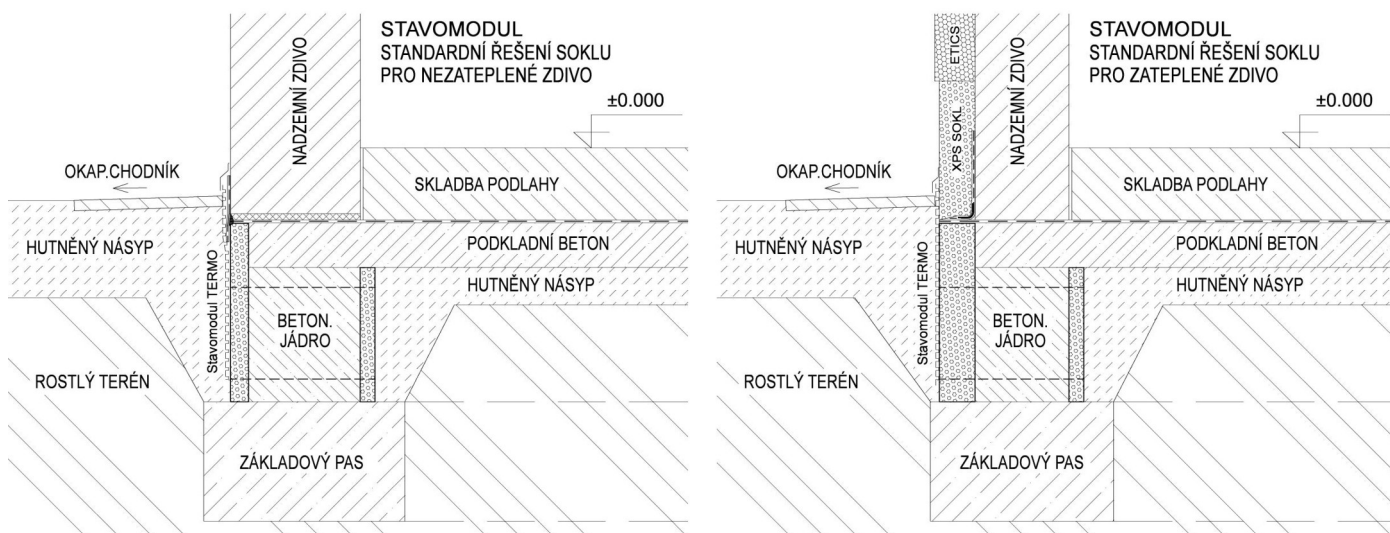 STAVOMODUL
STANDARDNÍ ŘEŠENÍ SOKLU
PRO NEZATEPLENÉ ZDIVO
NADZEMNÍ ZDIVO
±0.000
OKAP.CHODNÍK
SKLADBA PODLAHY
HUTNĚNÝ NÁSYP
PODKLADNÍ BETON
HUTNĚNÝ NÁSYP
Stavomodul TERMO
BETON.
JÁDRO
ROSTLÝ TERÉN
ZÁKLADOVÝ PAS
STAVOMODUL
STANDARDNÍ ŘEŠENÍ SOKLU
PRO ZATEPLENÉ ZDIVO
ETICS
XPS SOKL
NADZEMNÍ ZDIVO
±0.000
OKAP.CHODNÍK
SKLADBA PODLAHY
HUTNĚNÝ NÁSYP
PODKLADNÍ BETON
HUTNĚNÝ NÁSYP
Stavomodul TERMO
BETON.
JÁDRO
ROSTLÝ TERÉN
ZÁKLADOVÝ PAS